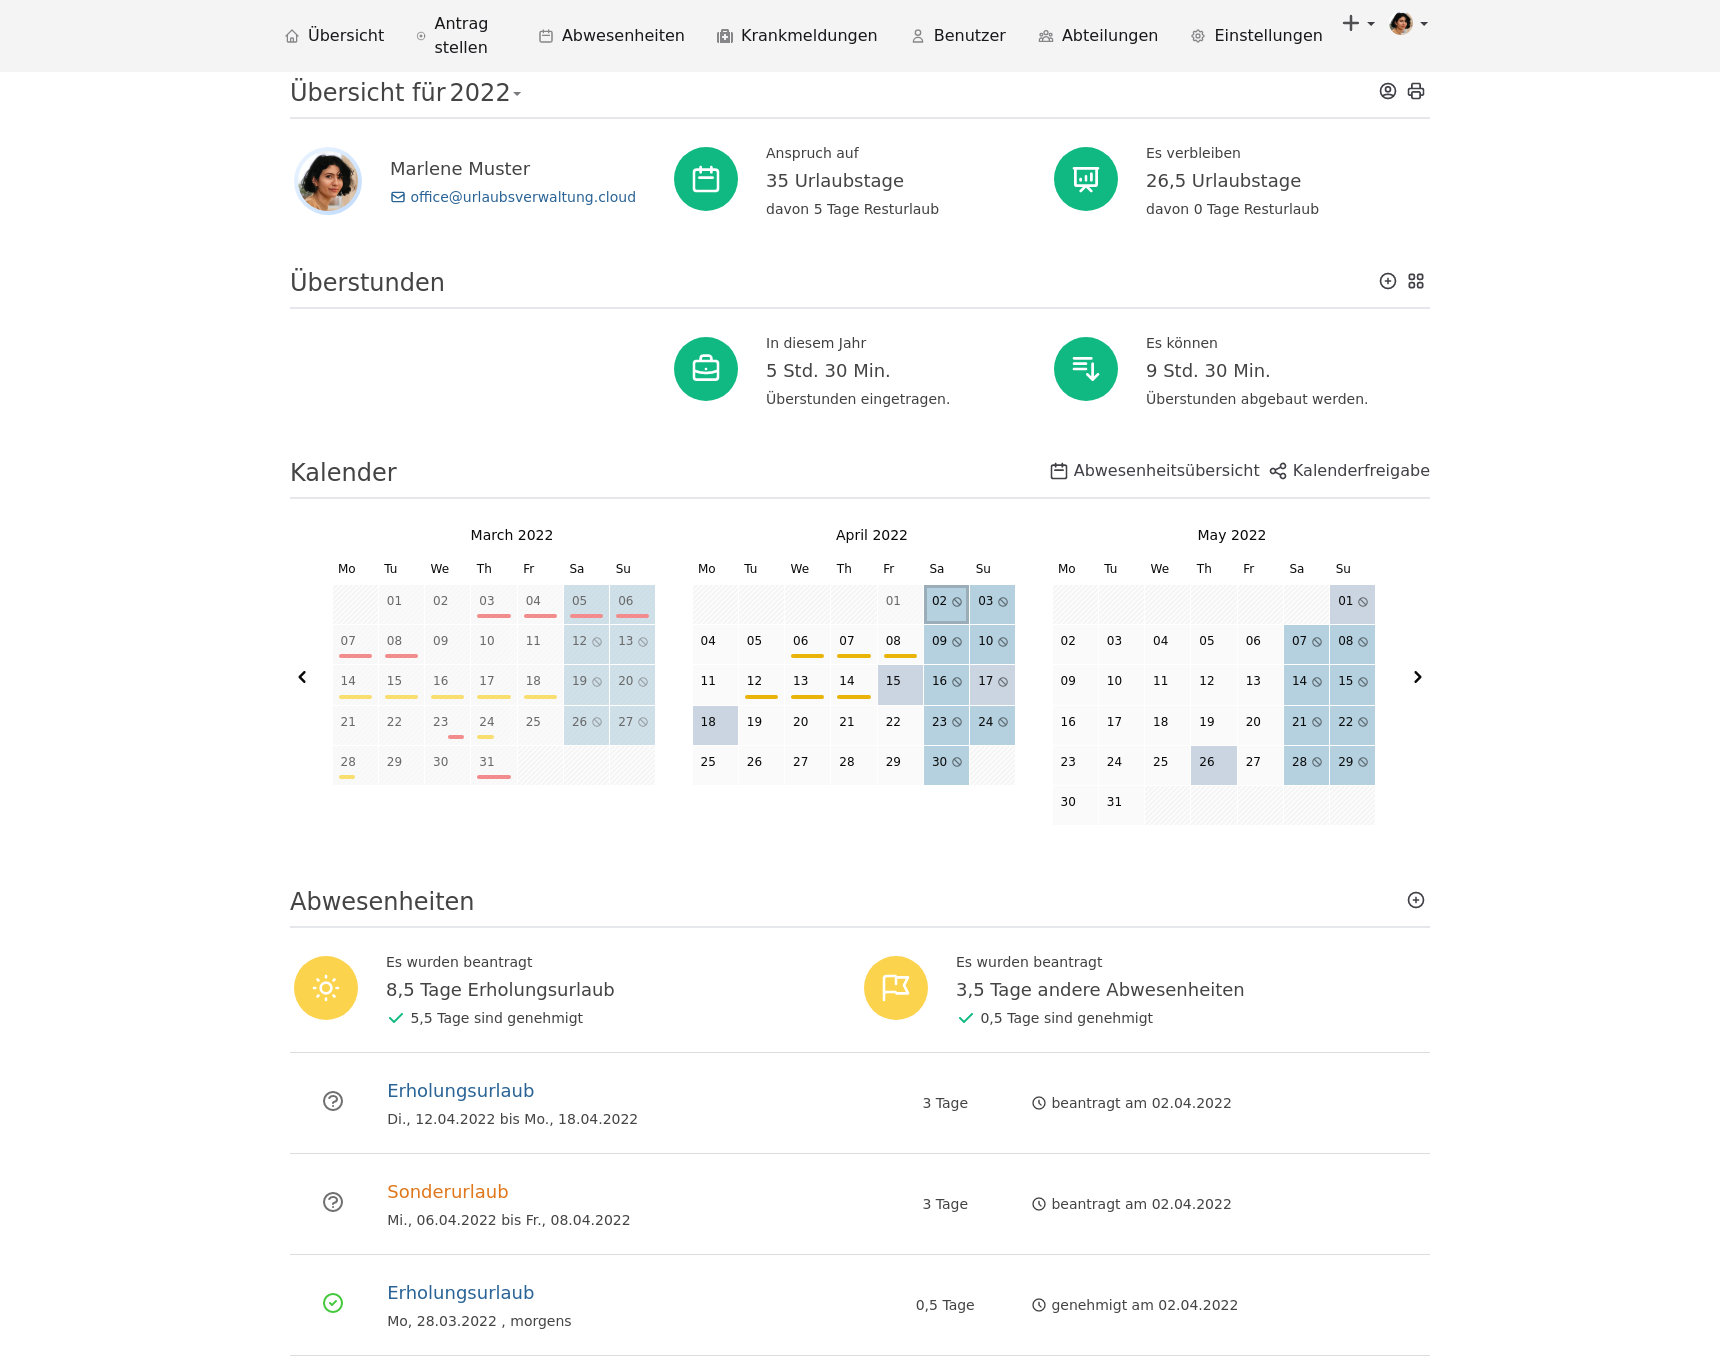 Übersicht
Antrag
stellen
Abwesenheiten
Krankmeldungen
Benutzer
Abteilungen
Einstellungen
Übersicht für 2022
Marlene Muster
office@urlaubsverwaltung.cloud
Anspruch auf
35 Urlaubstage
davon 5 Tage Resturlaub
Es verbleiben
26,5 Urlaubstage
davon 0 Tage Resturlaub
Überstunden
In diesem Jahr
5 Std. 30 Min.
Überstunden eingetragen.
Es können
9 Std. 30 Min.
Überstunden abgebaut werden.
Kalender
Abwesenheitsübersicht
Kalenderfreigabe
March 2022
Mo Tu We Th Fr Sa Su
01 02 03 04 05 06
07 08 09 10 11 12 13
14 15 16 17 18 19 20
21 22 23 24 25 26 27
28 29 30 31
April 2022
Mo Tu We Th Fr Sa Su
01 02 03
04 05 06 07 08 09 10
11 12 13 14 15 16 17
18 19 20 21 22 23 24
25 26 27 28 29 30
May 2022
Mo Tu We Th Fr Sa Su
01
02 03 04 05 06 07 08
09 10 11 12 13 14 15
16 17 18 19 20 21 22
23 24 25 26 27 28 29
30 31
Abwesenheiten
Es wurden beantragt
8,5 Tage Erholungsurlaub
5,5 Tage sind genehmigt
Es wurden beantragt
3,5 Tage andere Abwesenheiten
0,5 Tage sind genehmigt
Erholungsurlaub
Di., 12.04.2022 bis Mo., 18.04.2022
3 Tage
beantragt am 02.04.2022
Sonderurlaub
Mi., 06.04.2022 bis Fr., 08.04.2022
3 Tage
beantragt am 02.04.2022
Erholungsurlaub
Mo, 28.03.2022 , morgens
0,5 Tage
genehmigt am 02.04.2022